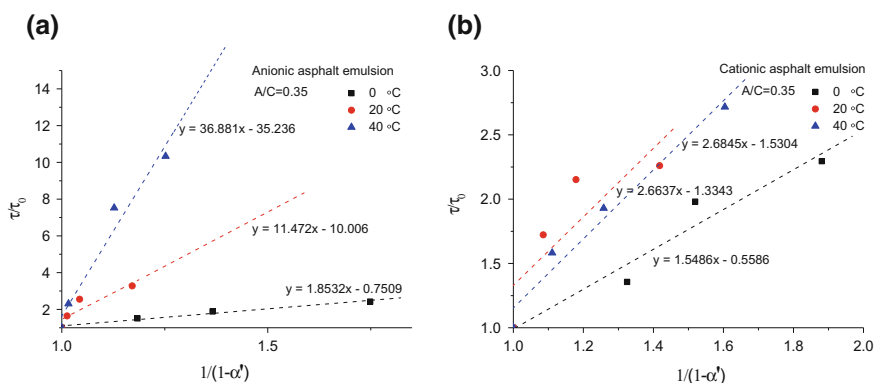 (a)
Anionic asphalt emulsion
A/C=0.35
0 °C
20 °C
40 °C
y = 36.881x - 35.236
y = 11.472x - 10.006
y = 1.8532x - 0.7509
14
12
10
8
6
4
2
1.0
1.5
τ/τ0
1/(1-α')
(b)
Cationic asphalt emulsion
A/C=0.35
0 °C
20 °C
40 °C
y = 2.6845x - 1.5304
y = 2.6637x - 1.3343
y = 1.5486x - 0.5586
3.0
2.5
2.0
1.5
1.0
1.0
1.2
1.4
1.6
1.8
2.0
τ/τ0
1/(1-α')